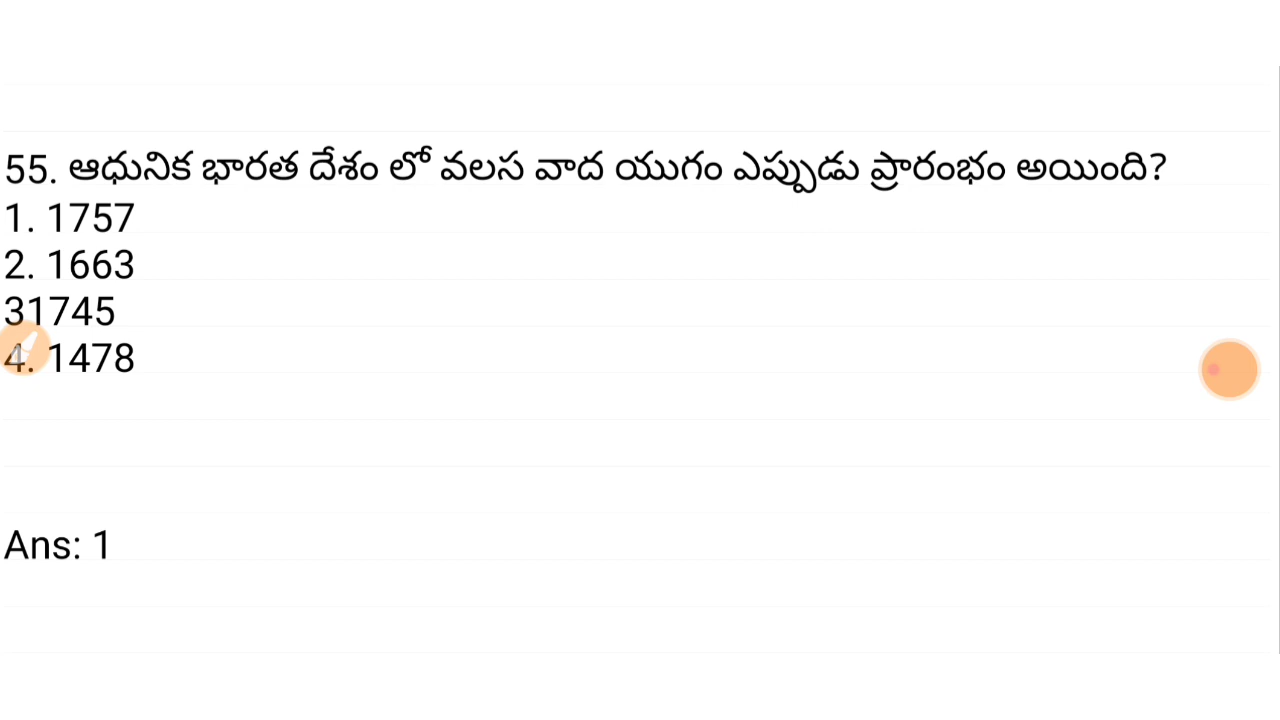 55. ఆధునిక భారత దేశం లో వలస వాద యుగం ఎప్పుడు ప్రారంభం అయింది?
1. 1757
2. 1663
31745
4. 1478
Ans: 1